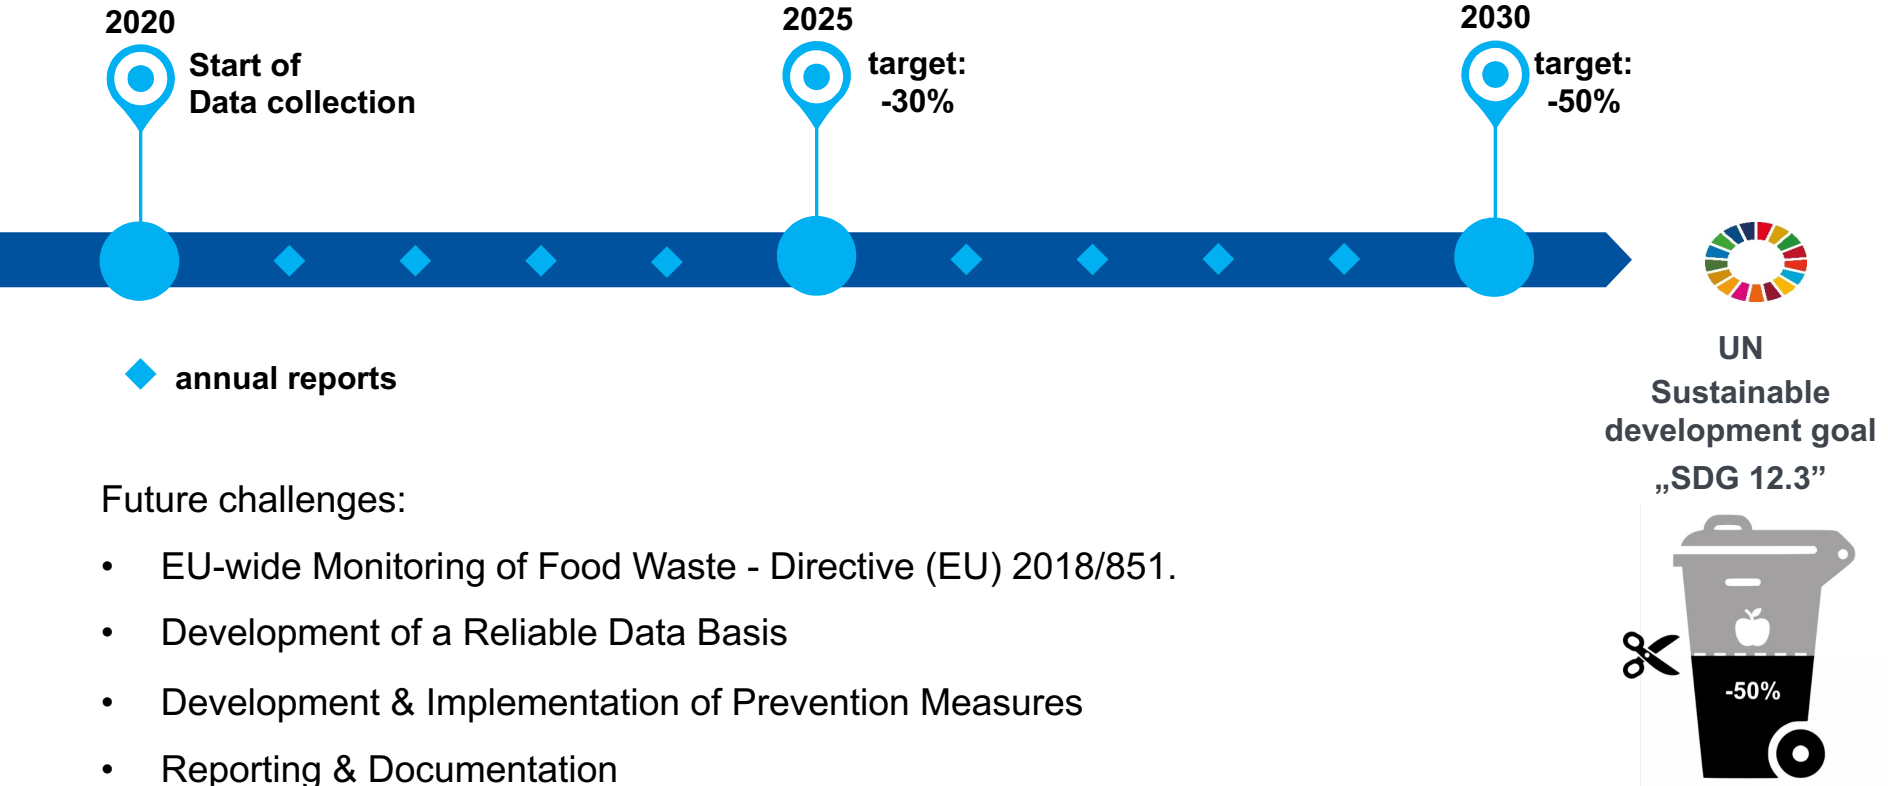 2020
Start of
Data collection
2025
target:
-30%
2030
target:
-50%
annual reports
UN
Sustainable
development goal
„SDG 12.3”
Future challenges:
• EU-wide Monitoring of Food Waste - Directive (EU) 2018/851.
• Development of a Reliable Data Basis
• Development & Implementation of Prevention Measures
• Reporting & Documentation
-50%